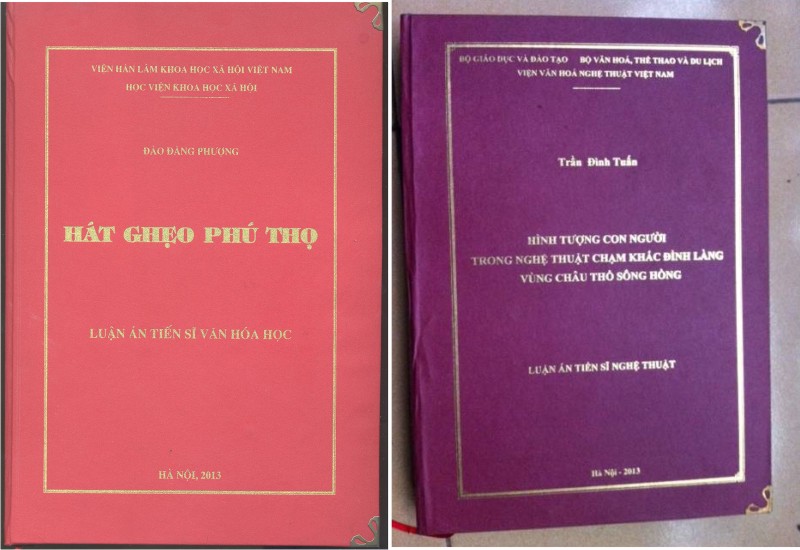 VIỆN HÀN LÂM KHOA HỌC XÃ HỘI VIỆT NAM
HỌC VIỆN KHOA HỌC XÃ HỘI
ĐÀO ĐĂNG PHƯỢNG
HÁT GHẸO PHÚ THỌ
LUẬN ÁN TIẾN SĨ VĂN HÓA HỌC
HÀ NỘI, 2013
BỘ GIÁO DỤC VÀ ĐÀO TẠO BỘ VĂN HOÁ, THỂ THAO VÀ DU LỊCH
VIỆN VĂN HOÁ NGHỆ THUẬT VIỆT NAM
Trần Đình Tuấn
HÌNH TƯỢNG CON NGƯỜI
TRONG NGHỆ THUẬT CHẠM KHẮC ĐÌNH LÀNG
VÙNG CHÂU THỔ SÔNG HỒNG
LUẬN ÁN TIẾN SĨ NGHỆ THUẬT
Hà Nội - 2013